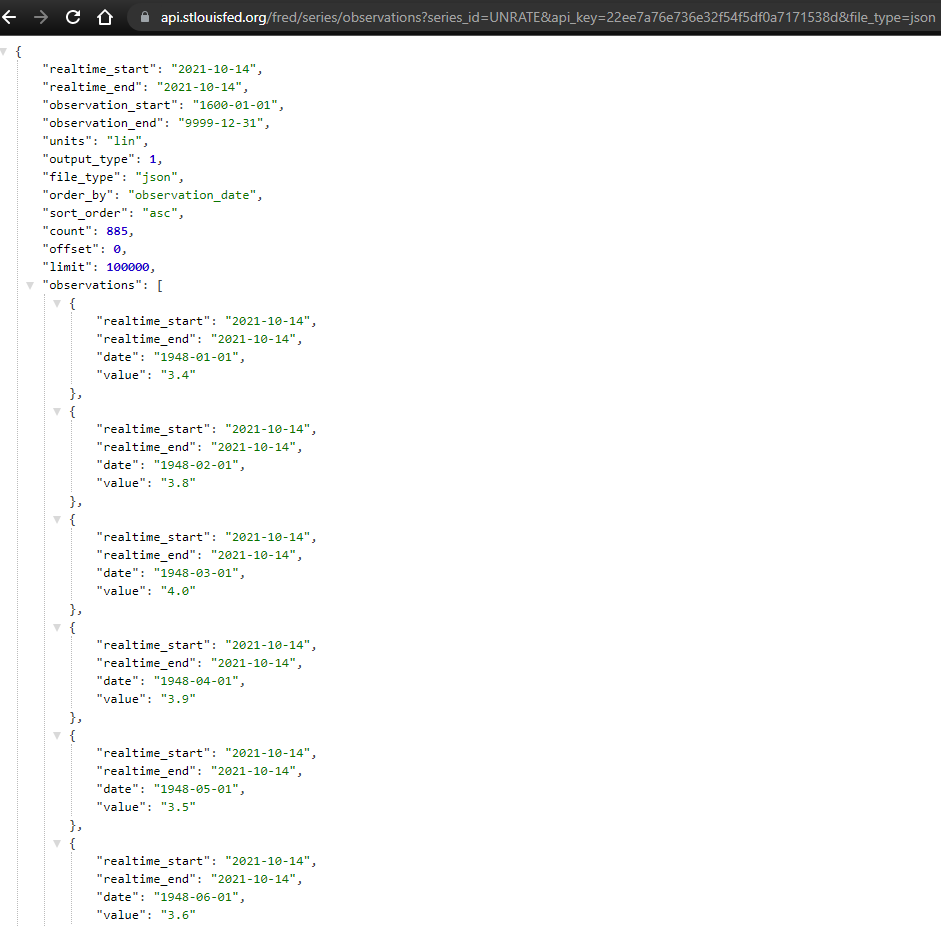 api.stlouisfed.org/fred/series/observations?series_id=UNRATE&api_key=22ee7a76e736e32f54f5df0a7171538d&file_type=json
{
"realtime_start": "2021-10-14",
"realtime_end": "2021-10-14",
"observation_start": "1600-01-01",
"observation_end": "9999-12-31",
"units": "lin",
"output_type": 1,
"file_type": "json",
"order_by": "observation_date",
"sort_order": "asc",
"count": 885,
"offset": 0,
"limit": 100000,
"observations": [
{
"realtime_start": "2021-10-14",
"realtime_end": "2021-10-14",
"date": "1948-01-01",
"value": "3.4"
},
{
"realtime_start": "2021-10-14",
"realtime_end": "2021-10-14",
"date": "1948-02-01",
"value": "3.8"
},
{
"realtime_start": "2021-10-14",
"realtime_end": "2021-10-14",
"date": "1948-03-01",
"value": "4.0"
},
{
"realtime_start": "2021-10-14",
"realtime_end": "2021-10-14",
"date": "1948-04-01",
"value": "3.9"
},
{
"realtime_start": "2021-10-14",
"realtime_end": "2021-10-14",
"date": "1948-05-01",
"value": "3.5"
},
{
"realtime_start": "2021-10-14",
"realtime_end": "2021-10-14",
"date": "1948-06-01",
"value": "3.6"